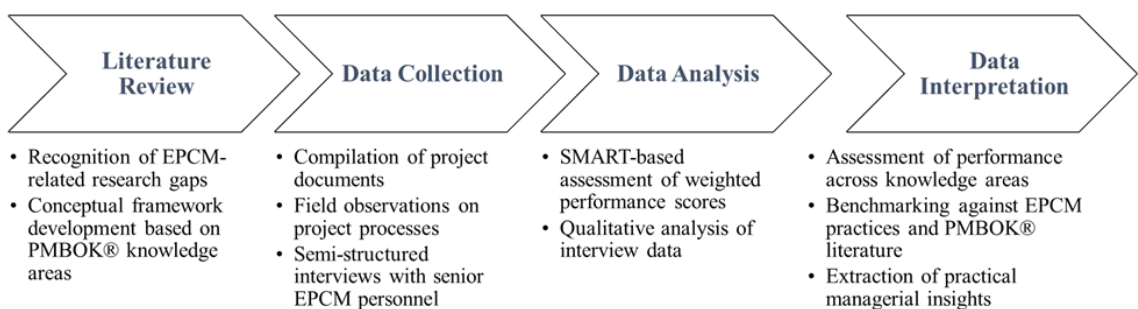 Literature
Review
• Recognition of EPCM-
related research gaps
• Conceptual framework
development based on
PMBOK® knowledge
areas
Data Collection
• Compilation of project
documents
• Field observations on
project processes
• Semi-structured
interviews with senior
EPCM personnel
Data Analysis
• SMART-based
assessment of weighted
performance scores
• Qualitative analysis of
interview data
Data
Interpretation
• Assessment of performance
across knowledge areas
• Benchmarking against EPCM
practices and PMBOK®
literature
• Extraction of practical
managerial insights